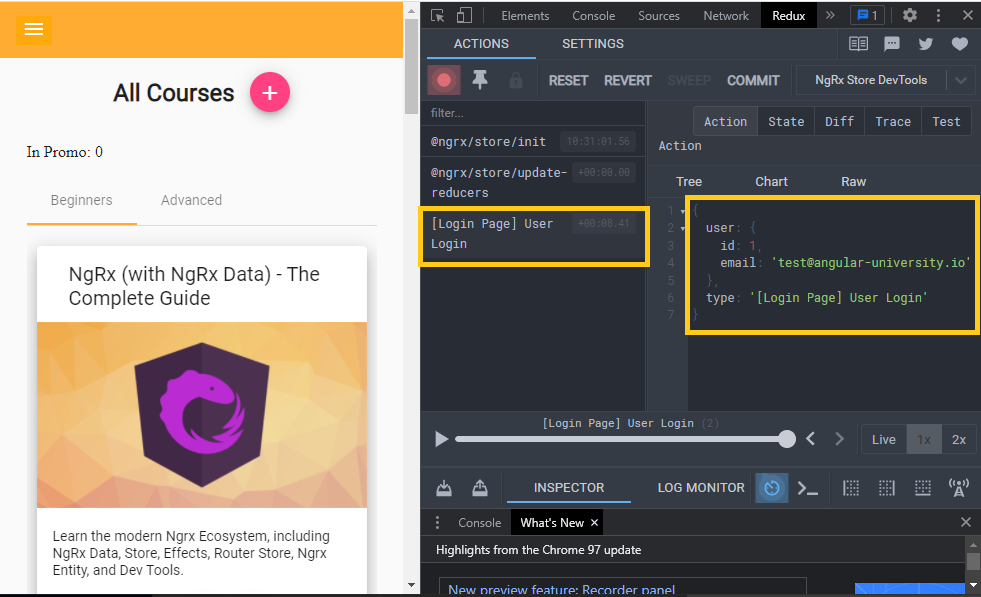 All Courses
+
In Promo: 0
Beginners
Advanced
NgRx (with NgRx Data) - The
Complete Guide
Learn the modern Ngrx Ecosystem, including
NgRx Data, Store, Effects, Router Store, Ngrx
Entity, and Dev Tools.
Elements
Console
Sources
Network
Redux
»
1
ACTIONS
SETTINGS
RESET
REVERT
SWEEP
COMMIT
NgRx Store DevTools
filter...
@ngrx/store/init
10:31:01.56
@ngrx/store/update-
reducers
+00:00.00
[Login Page] User
Login
+00:08.41
Action
State
Diff
Trace
Test
Action
Tree
Chart
Raw
1 {
2 user: {
3 id: 1,
4 email: 'test@angular-university.io'
5 },
6 type: '[Login Page] User Login'
7 }
[Login Page] User Login (2)
Live
1x
2x
INSPECTOR
LOG MONITOR
Console
What's New ×
Highlights from the Chrome 97 update
New preview feature: Recorder panel